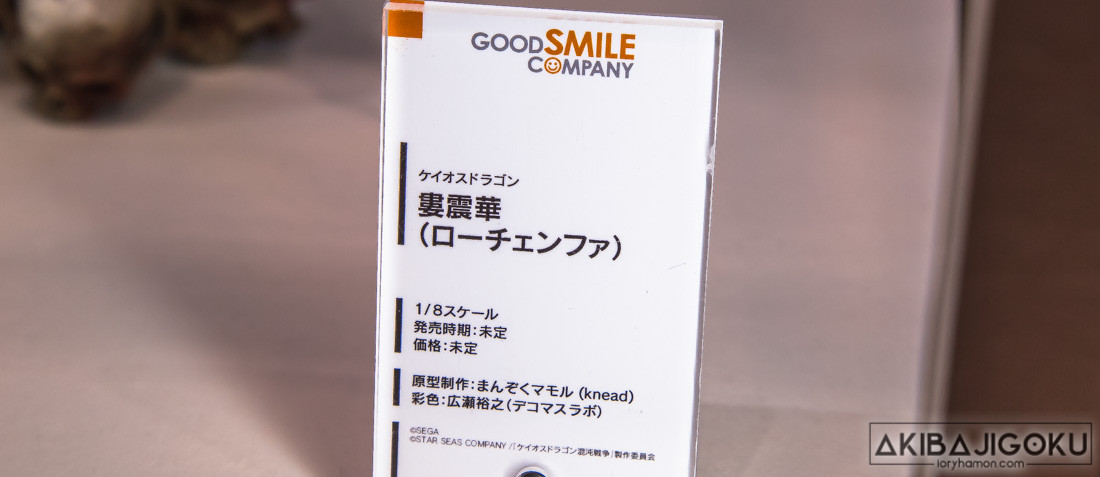 GOOD SMILE
COMPANY
ケイオスドラゴン
婁震華
(ローチェンファ)
1/8スケール
発売時期:未定
価格:未定
原型制作:まんぞくマモル (knead)
彩色:広瀬裕之(デコマスラボ)
©SEGA
©STAR SEAS COMPANY /「ケイオスドラゴン混沌戦争」製作委員会
AKIBAJIGOKU
loryhamon.com